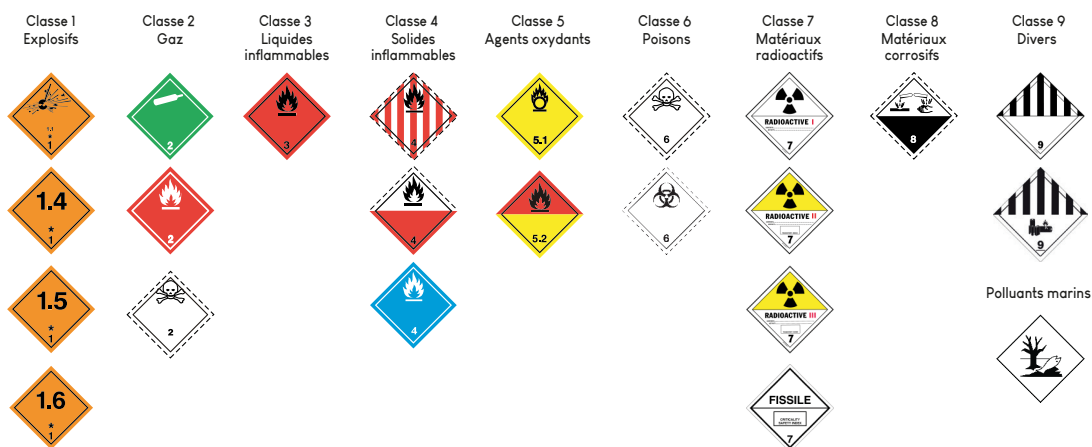 Classe 1
Explosifs
Classe 2
Gaz
Classe 3
Liquides
inflammables
Classe 4
Solides
inflammables
Classe 5
Agents oxydants
Classe 6
Poisons
Classe 7
Matériaux
radioactifs
Classe 8
Matériaux
corrosifs
Classe 9
Divers
*
1
2
3
4
5.1
6
RADIOACTIVE I
7
8
9
1.4
*
1
2
4
5.2
6
RADIOACTIVE II
7
9
1.5
*
1
2
4
RADIOACTIVE III
7
Polluants marins
1.6
*
1
FISSILE
CRITICALITY
SAFETY INDEX
7